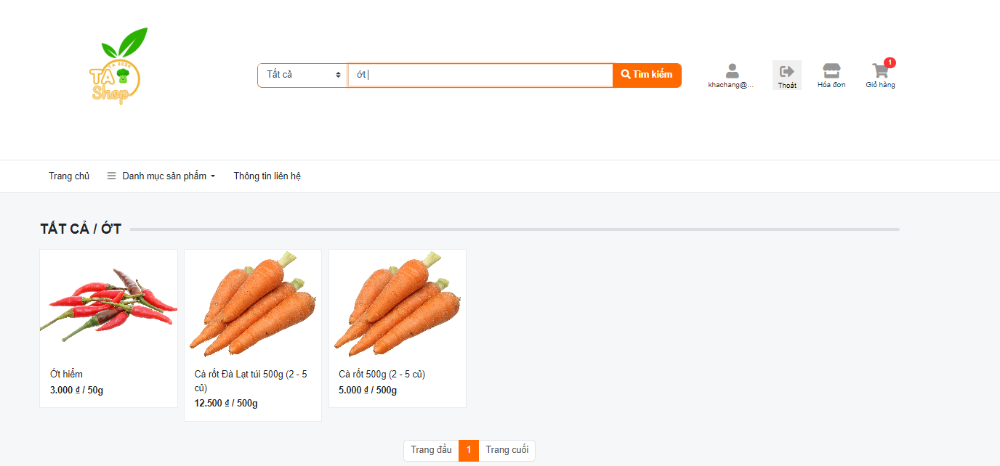 TA 2024
TA
Shop
Tất cả
ớt
Tìm kiếm
khachang@...
Thoát
Hóa đơn
1
Giỏ hàng
Trang chủ
Danh mục sản phẩm
Thông tin liên hệ
TẤT CẢ / ỚT
Ớt hiểm
3.000 ₫ / 50g
Cà rốt Đà Lạt túi 500g (2 - 5
củ)
12.500 ₫ / 500g
Cà rốt 500g (2 - 5 củ)
5.000 ₫ / 500g
Trang đầu 1 Trang cuối